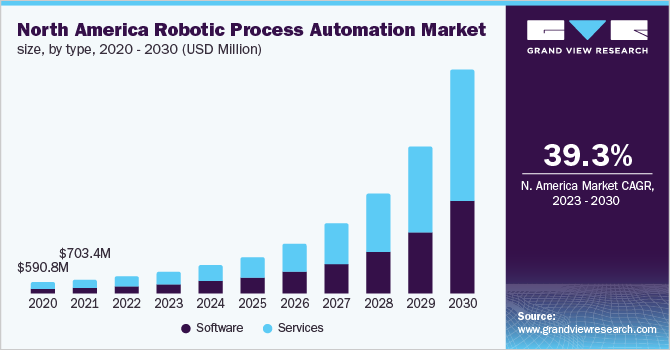 North America Robotic Process Automation Market
size, by type, 2020 - 2030 (USD Million)
$590.8M
$703.4M
2020 2021 2022 2023 2024 2025 2026 2027 2028 2029 2030
Software Services
GVR
GRAND VIEW RESEARCH
39.3%
N. America Market CAGR,
2023 - 2030
Source:
www.grandviewresearch.com